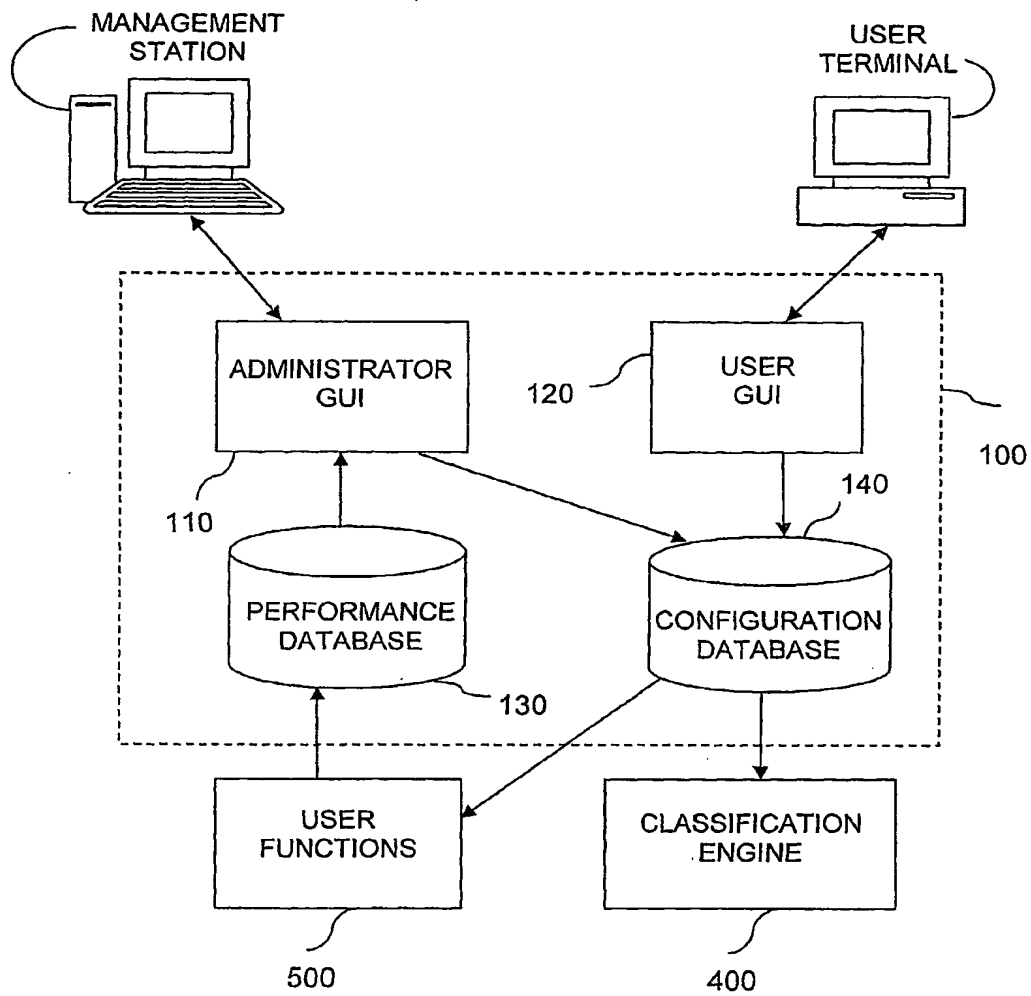 MANAGEMENT
STATION
USER
TERMINAL
ADMINISTRATOR
GUI
USER
GUI
120
100
110
140
PERFORMANCE
DATABASE
CONFIGURATION
DATABASE
130
USER
FUNCTIONS
CLASSIFICATION
ENGINE
500
400